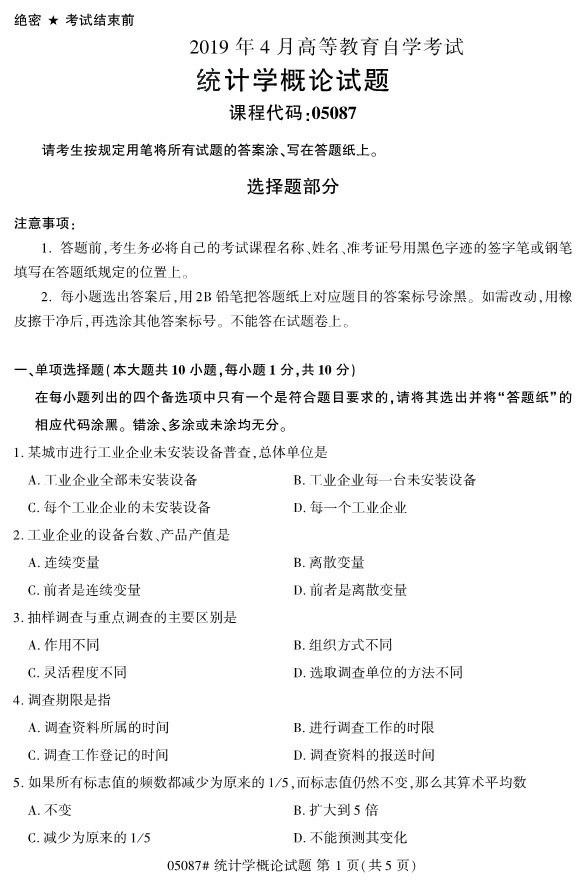 绝密 ★ 考试结束前
2019 年 4 月高等教育自学考试
统计学概论试题
课程代码:05087
请考生按规定用笔将所有试题的答案涂、写在答题纸上。
选择题部分
注意事项:
1. 答题前,考生务必将自己的考试课程名称、姓名、准考证号用黑色字迹的签字笔或钢笔
填写在答题纸规定的位置上。
2. 每小题选出答案后,用 2B 铅笔把答题纸上对应题目的答案标号涂黑。如需改动,用橡
皮擦干净后,再选涂其他答案标号。不能答在试题卷上。
一、单项选择题(本大题共 10 小题,每小题 1 分,共 10 分)
在每小题列出的四个备选项中只有一个是符合题目要求的,请将其选出并将“答题纸”的
相应代码涂黑。错涂、多涂或未涂均无分。
1. 某城市进行工业企业未安装设备普查,总体单位是
A. 工业企业全部未安装设备 B. 工业企业每一台未安装设备
C. 每个工业企业的未安装设备 D. 每一个工业企业
2. 工业企业的设备台数、产品产值是
A. 连续变量 B. 离散变量
C. 前者是连续变量 D. 前者是离散变量
3. 抽样调查与重点调查的主要区别是
A. 作用不同 B. 组织方式不同
C. 灵活程度不同 D. 选取调查单位的方法不同
4. 调查期限是指
A. 调查资料所属的时间 B. 进行调查工作的时限
C. 调查工作登记的时间 D. 调查资料的报送时间
5. 如果所有标志值的频数都减少为原来的 1/5,而标志值仍然不变,那么其算术平均数
A. 不变 B. 扩大到 5 倍
C. 减少为原来的 1/5 D. 不能预测其变化
05087# 统计学概论试题 第 1 页(共 5 页)